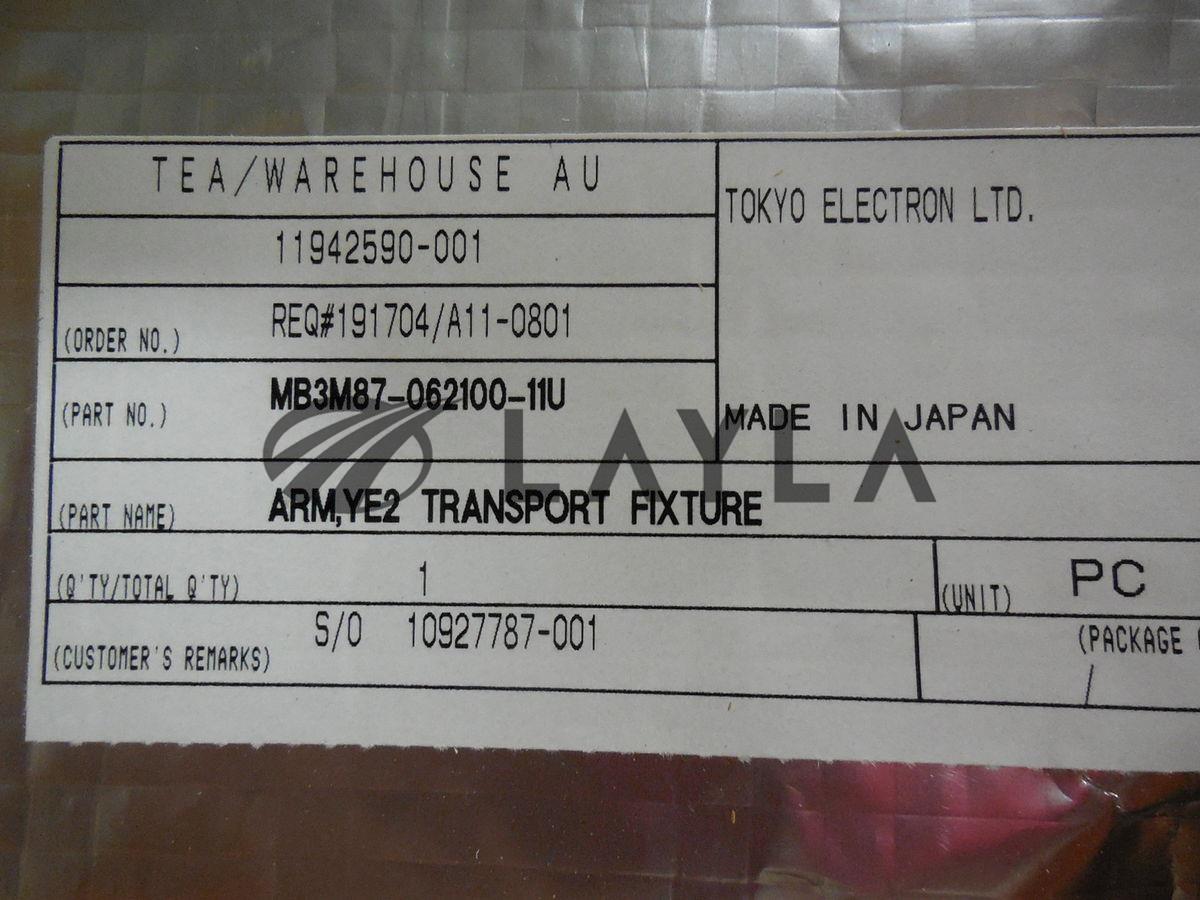 TEA/WAREHOUSE AU
TOKYO ELECTRON LTD.
11942590-001
(ORDER NO.) REQ#191704/A11-0801
(PART NO.) MB3M87-062100-11U
MADE IN JAPAN
LAYLA
(PART NAME) ARM,YE2 TRANSPORT FIXTURE
(Q'TY/TOTAL Q'TY) 1
(UNIT) PC
(CUSTOMER'S REMARKS) S/O 10927787-001
(PACKAGE